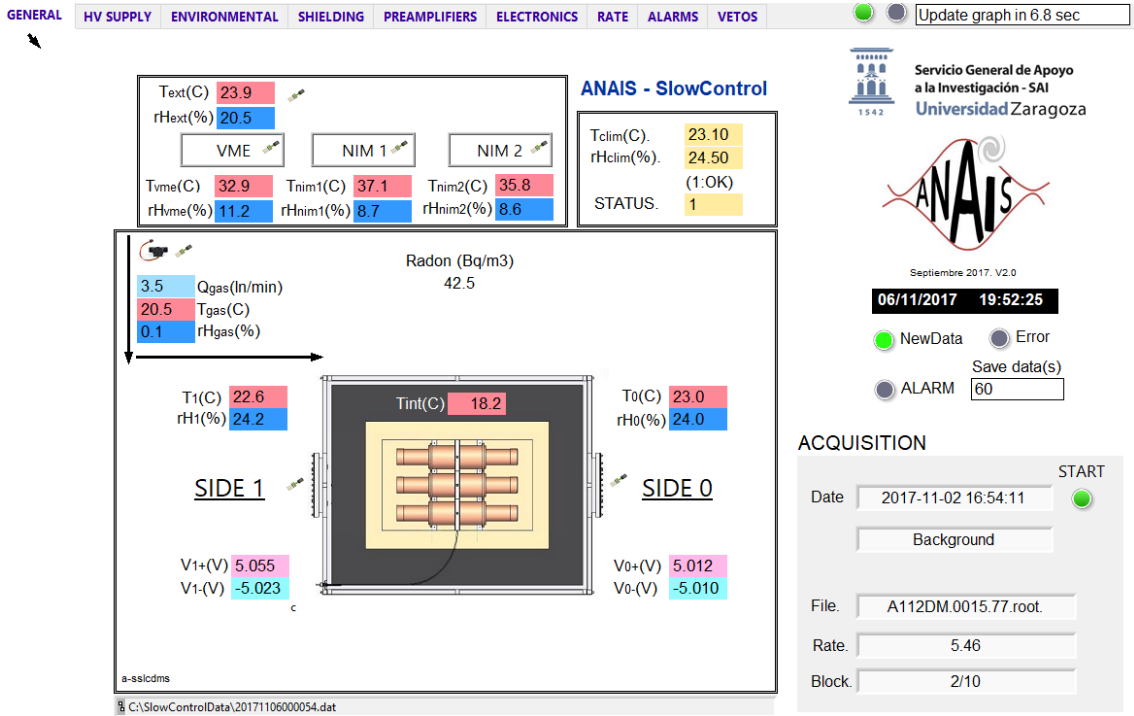 GENERAL HV SUPPLY ENVIRONMENTAL SHIELDING PREAMPLIFIERS ELECTRONICS RATE ALARMS VETOS
Update graph in 6.8 sec
Text(C) 23.9
rHext(%) 20.5
VME NIM 1 NIM 2
Tvme(C) 32.9 Tnim1(C) 37.1 Tnim2(C) 35.8
rHvme(%) 11.2 rHnim1(%) 8.7 rHnim2(%) 8.6
ANAIS - SlowControl
Tclim(C). 23.10
rHclim(%). 24.50
(1:OK)
STATUS. 1
Radon (Bq/m3)
42.5
3.5 Qgas(ln/min)
20.5 Tgas(C)
0.1 rHgas(%)
T1(C) 22.6
rH1(%) 24.2
Tint(C) 18.2
T0(C) 23.0
rH0(%) 24.0
SIDE 1
SIDE 0
V1+(V) 5.055
V1-(V) -5.023
c
V0+(V) 5.012
V0-(V) -5.010
a-sslcdms
C:\SlowControlData\20171106000054.dat
1542
Servicio General de Apoyo
a la Investigación - SAI
Universidad Zaragoza
ANAIS
Septiembre 2017. V2.0
06/11/2017 19:52:25
NewData Error
Save data(s)
ALARM 60
ACQUISITION
START
Date 2017-11-02 16:54:11
Background
File. A112DM.0015.77.root.
Rate. 5.46
Block. 2/10